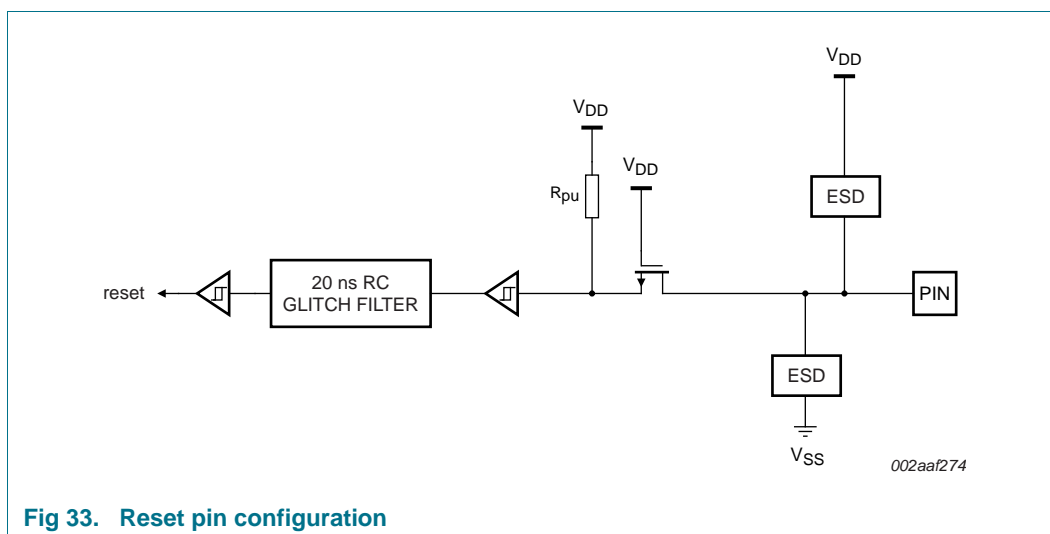 VDD
VDD
VDD
Rpu
ESD
reset
20 ns RC
GLITCH FILTER
PIN
ESD
VSS
002aaf274
Fig 33. Reset pin configuration